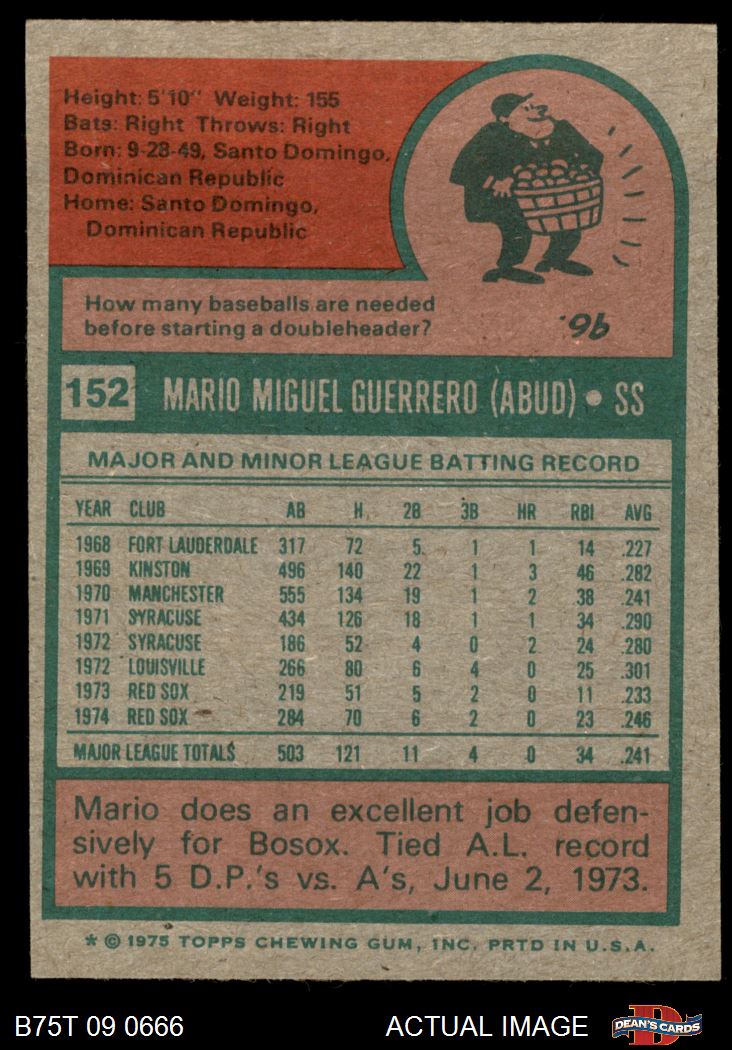 Height: 5'10" Weight: 155
Bats: Right Throws: Right
Born: 9-28-49, Santo Domingo,
Dominican Republic
Home: Santo Domingo,
Dominican Republic
How many baseballs are needed
before starting a doubleheader?
96.
152 MARIO MIGUEL GUERRERO (ABUD) • SS
MAJOR AND MINOR LEAGUE BATTING RECORD
YEAR CLUB AB H 2B 3B HR RBI AVG
1968 FORT LAUDERDALE 317 72 5 1 1 14 .227
1969 KINSTON 496 140 22 1 3 46 .282
1970 MANCHESTER 555 134 19 1 2 38 .241
1971 SYRACUSE 434 126 18 1 1 34 .290
1972 SYRACUSE 186 52 4 0 2 24 .280
1972 LOUISVILLE 266 80 6 4 0 25 .301
1973 RED SOX 219 51 5 2 0 11 .233
1974 RED SOX 284 70 6 2 0 23 .246
MAJOR LEAGUE TOTALS 503 121 11 4 0 34 .241
Mario does an excellent job defen-
sively for Bosox. Tied A.L. record
with 5 D.P.'s vs. A's, June 2, 1973.
* © 1975 TOPPS CHEWING GUM, INC. PRTD IN U.S.A.
B75T 09 0666 ACTUAL IMAGE D DEAN'S CARDS